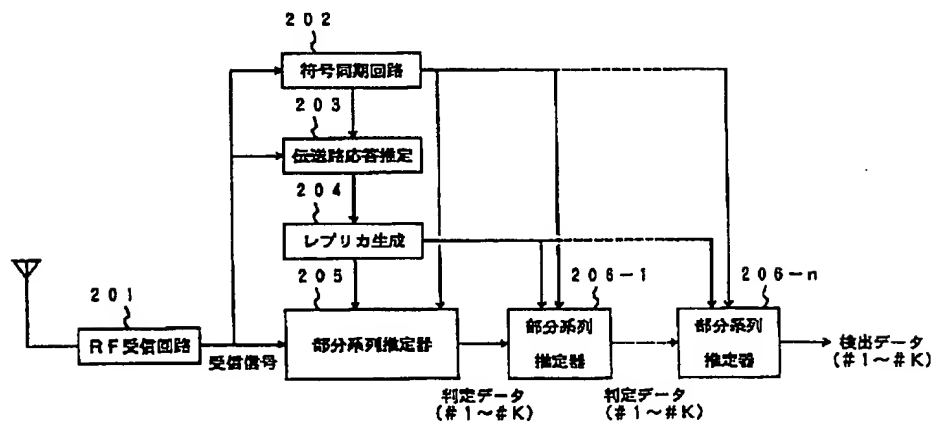 ２０２
符号同期回路
２０３
伝送路応答推定
２０４
レプリカ生成
２０５
２０６－１
２０６－n
２０１
ＲＦ受信回路
受信信号
部分系列推定器
部分系列
推定器
部分系列
推定器
検出データ
(＃１～＃Ｋ)
判定データ
(＃１～＃Ｋ)
判定データ
(＃１～＃Ｋ)